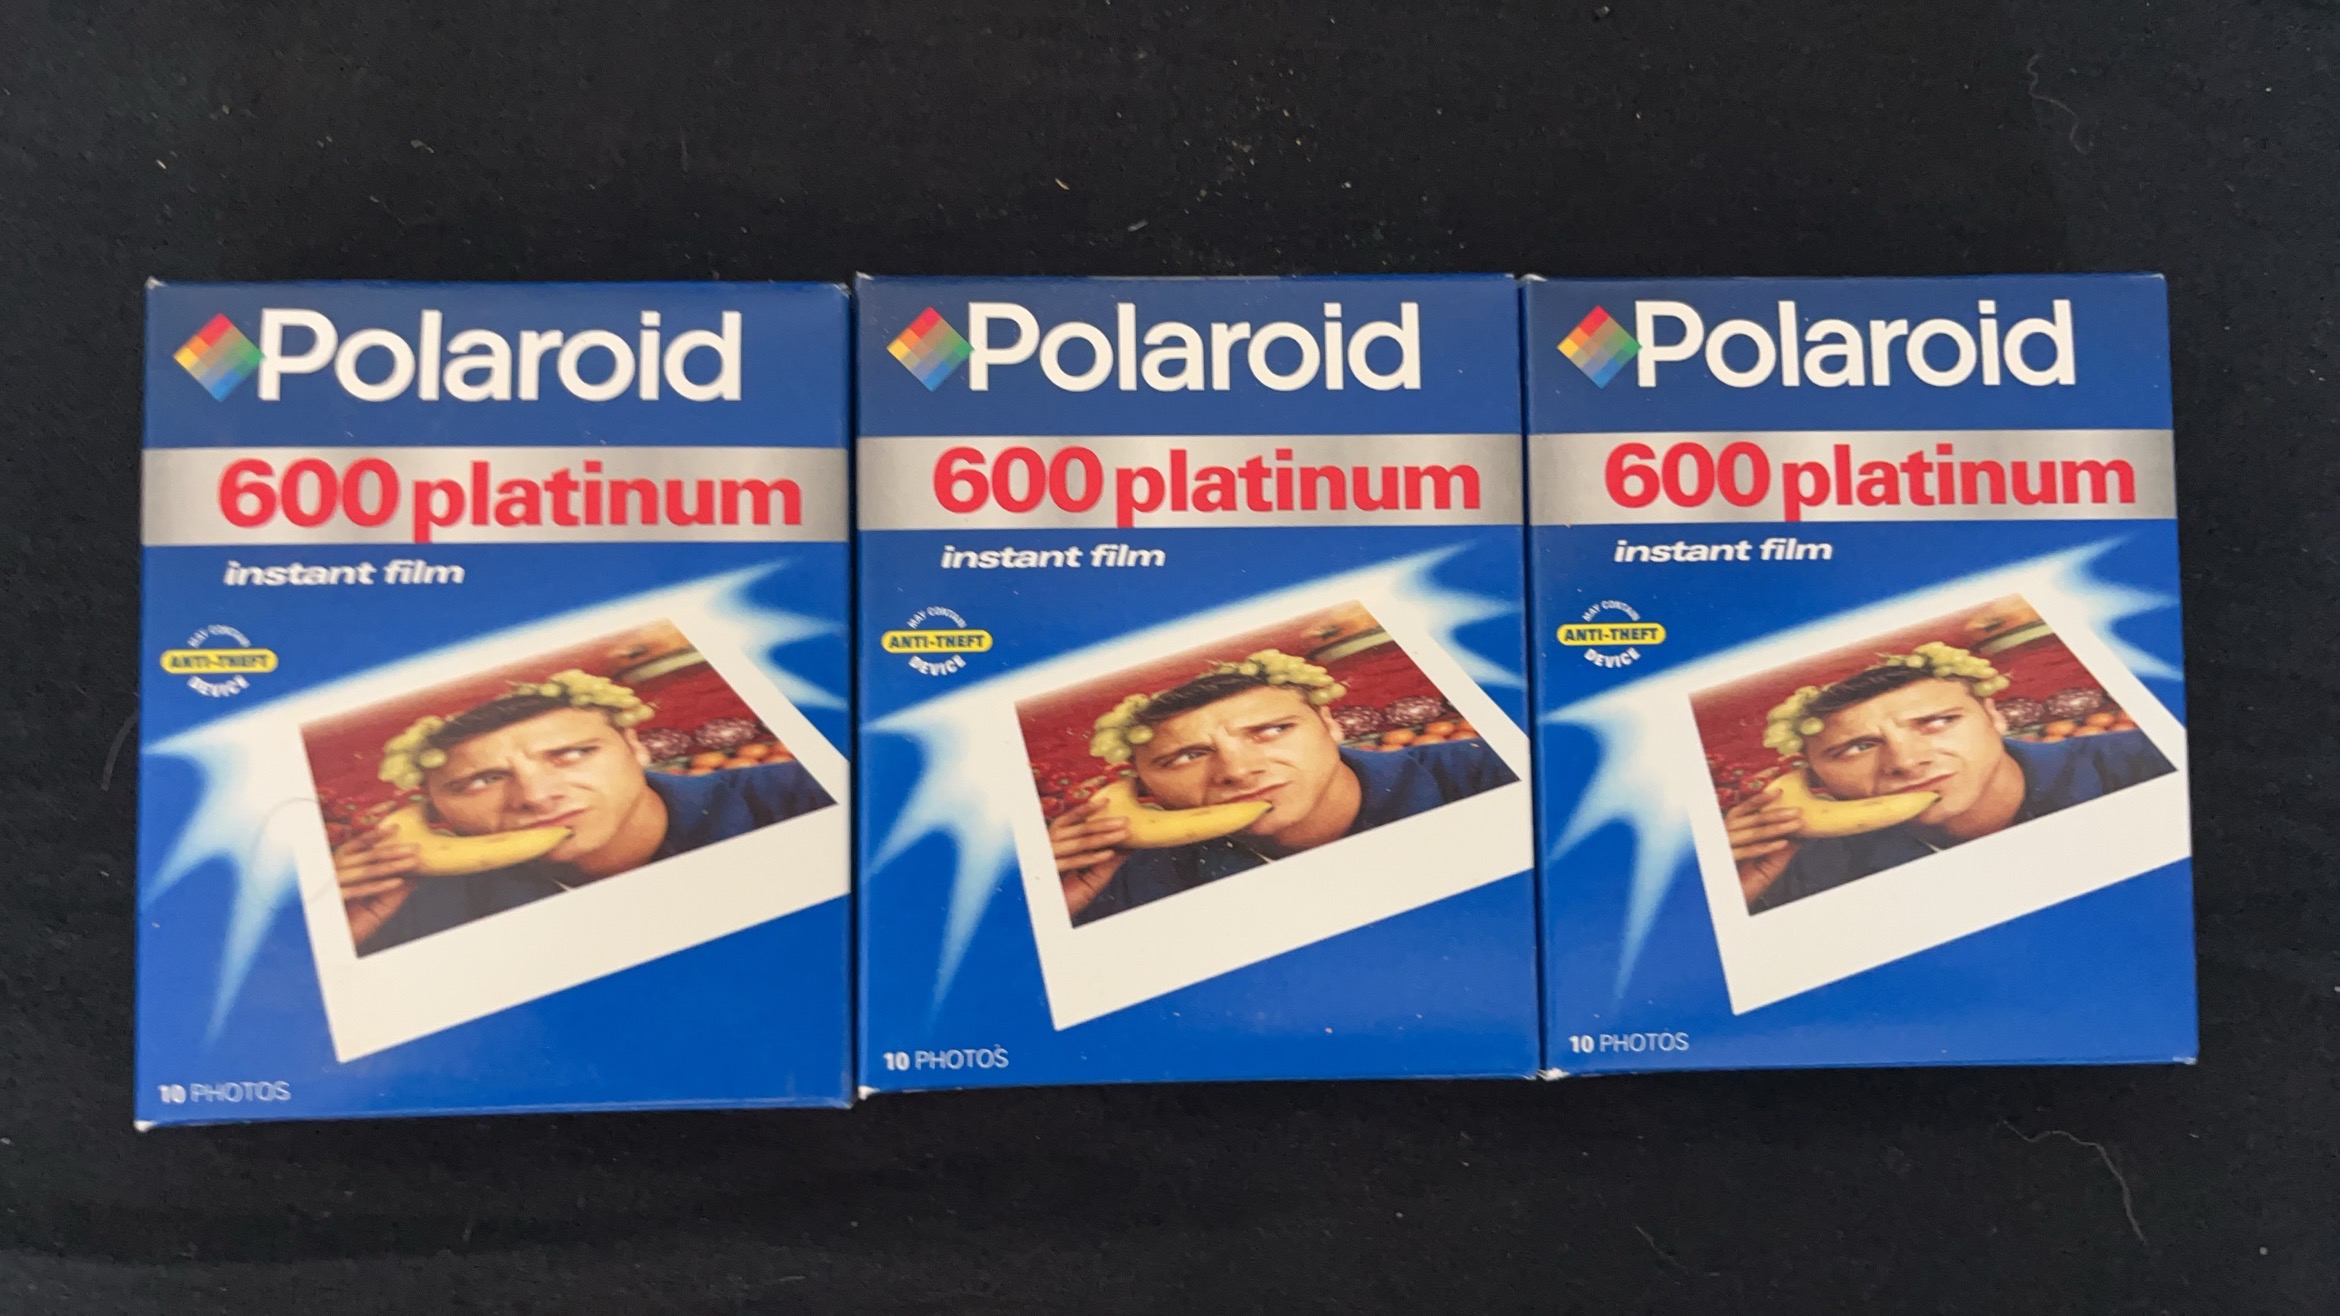 Polaroid
600 platinum
instant film
MAY CONTAIN
ANTI-THEFT
DEVICE
10 PHOTOS
Polaroid
600 platinum
instant film
MAY CONTAIN
ANTI-THEFT
DEVICE
10 PHOTOS
Polaroid
600 platinum
instant film
MAY CONTAIN
ANTI-THEFT
DEVICE
10 PHOTOS